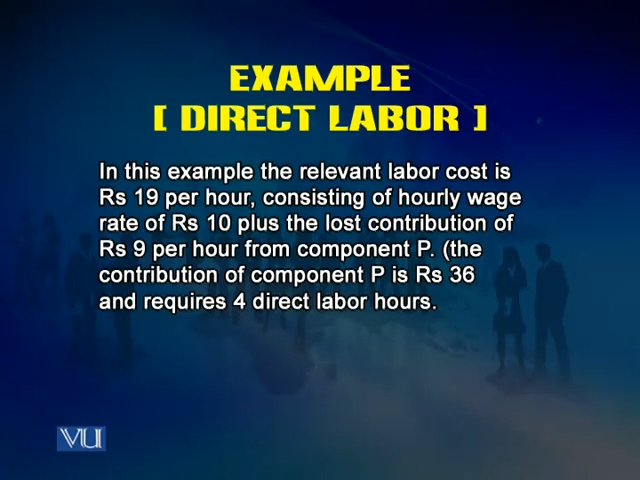 EXAMPLE
[ DIRECT LABOR ]
In this example the relevant labor cost is
Rs 19 per hour, consisting of hourly wage
rate of Rs 10 plus the lost contribution of
Rs 9 per hour from component P. (the
contribution of component P is Rs 36
and requires 4 direct labor hours.
VU